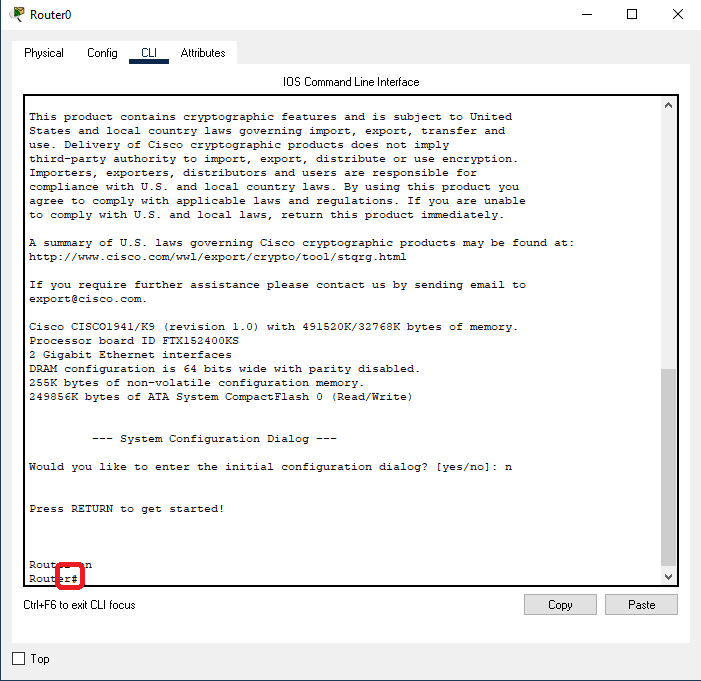 Router0
Physical Config CLI Attributes
IOS Command Line Interface
This product contains cryptographic features and is subject to United
States and local country laws governing import, export, transfer and
use. Delivery of Cisco cryptographic products does not imply
third-party authority to import, export, distribute or use encryption.
Importers, exporters, distributors and users are responsible for
compliance with U.S. and local country laws. By using this product you
agree to comply with applicable laws and regulations. If you are unable
to comply with U.S. and local laws, return this product immediately.
A summary of U.S. laws governing Cisco cryptographic products may be found at:
http://www.cisco.com/wwl/export/crypto/tool/stqrg.html
If you require further assistance please contact us by sending email to
export@cisco.com.
Cisco CISCO1941/K9 (revision 1.0) with 491520K/32768K bytes of memory.
Processor board ID FTX152400KS
2 Gigabit Ethernet interfaces
DRAM configuration is 64 bits wide with parity disabled.
255K bytes of non-volatile configuration memory.
249856K bytes of ATA System CompactFlash 0 (Read/Write)
--- System Configuration Dialog ---
Would you like to enter the initial configuration dialog? [yes/no]: n
Press RETURN to get started!
Router#
Ctrl+F6 to exit CLI focus
Copy Paste
Top